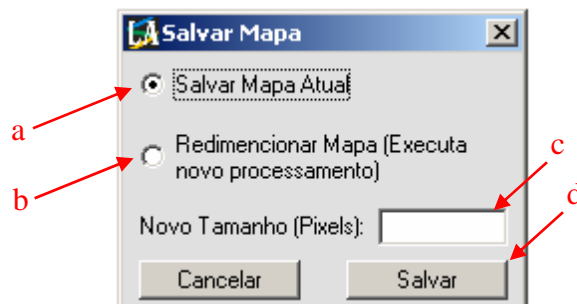 Salvar Mapa
a
Salvar Mapa Atual
b
Redimencionar Mapa (Executa
novo processamento)
c
d
Novo Tamanho (Pixels):
Cancelar Salvar